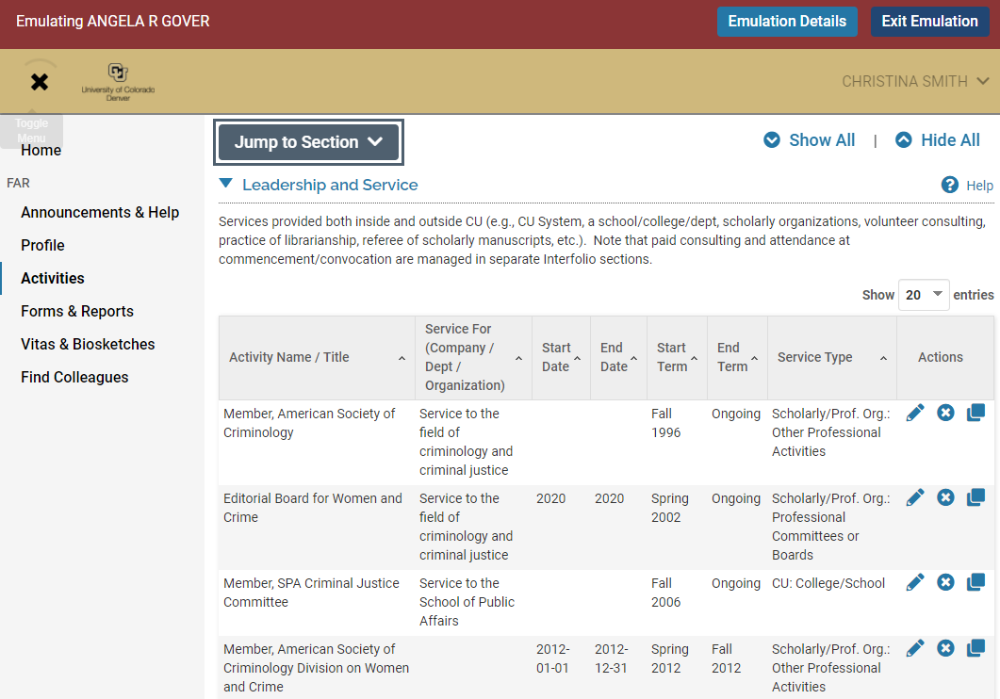 Emulating ANGELA R GOVER
Emulation Details
Exit Emulation
University of Colorado
Denver
CHRISTINA SMITH
Toggle
Menu
Home
FAR
Announcements & Help
Profile
Activities
Forms & Reports
Vitas & Biosketches
Find Colleagues
Jump to Section
Show All | Hide All
Leadership and Service
? Help
Services provided both inside and outside CU (e.g., CU System, a school/college/dept, scholarly organizations, volunteer consulting,
practice of librarianship, referee of scholarly manuscripts, etc.). Note that paid consulting and attendance at
commencement/convocation are managed in separate Interfolio sections.
Show 20 entries
Activity Name / Title
Service For
(Company /
Dept /
Organization)
Start
Date
End
Date
Start
Term
End
Term
Service Type
Actions
Member, American Society of
Criminology
Service to the
field of
criminology and
criminal justice
Fall
1996
Ongoing
Scholarly/Prof. Org.:
Other Professional
Activities
Editorial Board for Women and
Crime
Service to the
field of
criminology and
criminal justice
2020
2020
Spring
2002
Ongoing
Scholarly/Prof. Org.:
Professional
Committees or
Boards
Member, SPA Criminal Justice
Committee
Service to the
School of Public
Affairs
Fall
2006
Ongoing
CU: College/School
Member, American Society of
Criminology Division on Women
and Crime
2012-
01-01
2012-
12-31
Spring
2012
Fall
2012
Scholarly/Prof. Org.:
Other Professional
Activities